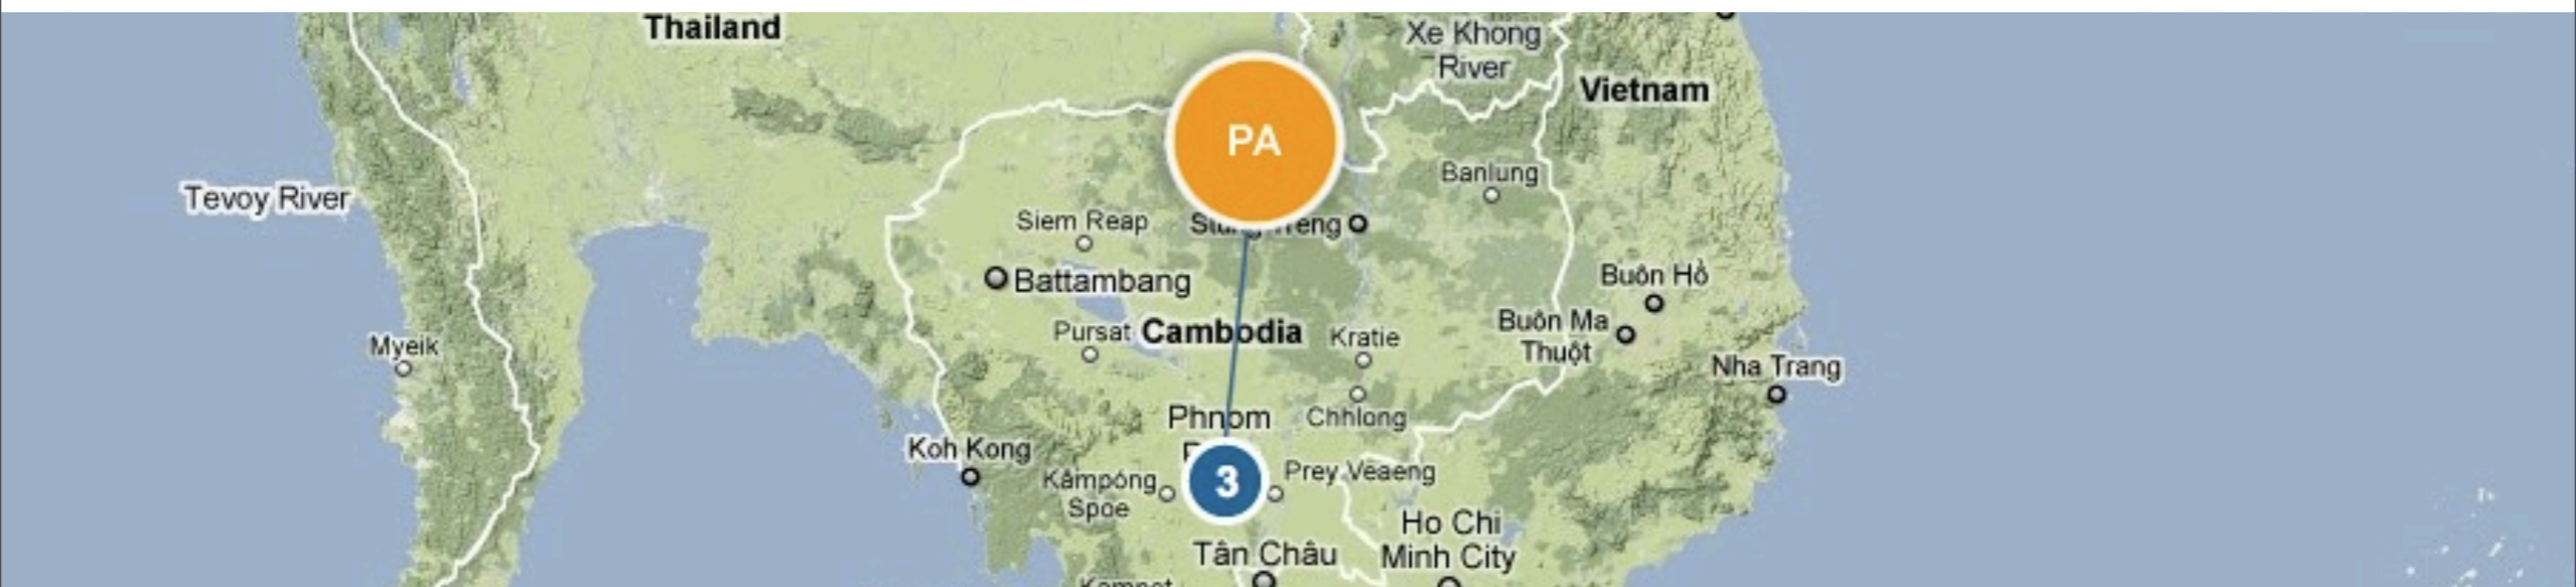 Thailand
Xe Khong
River
Vietnam
PA
Banlung
Tevoy River
Siem Reap
Battambang
Buôn Hồ
Pursat
Cambodia
Kratie
Buôn Ma
Thuột
Myeik
Nha Trang
Phnom
Chhlong
Koh Kong
Kâmpóng
Spoe
3
Prey Veaeng
Ho Chi
Minh City
Tân Châu